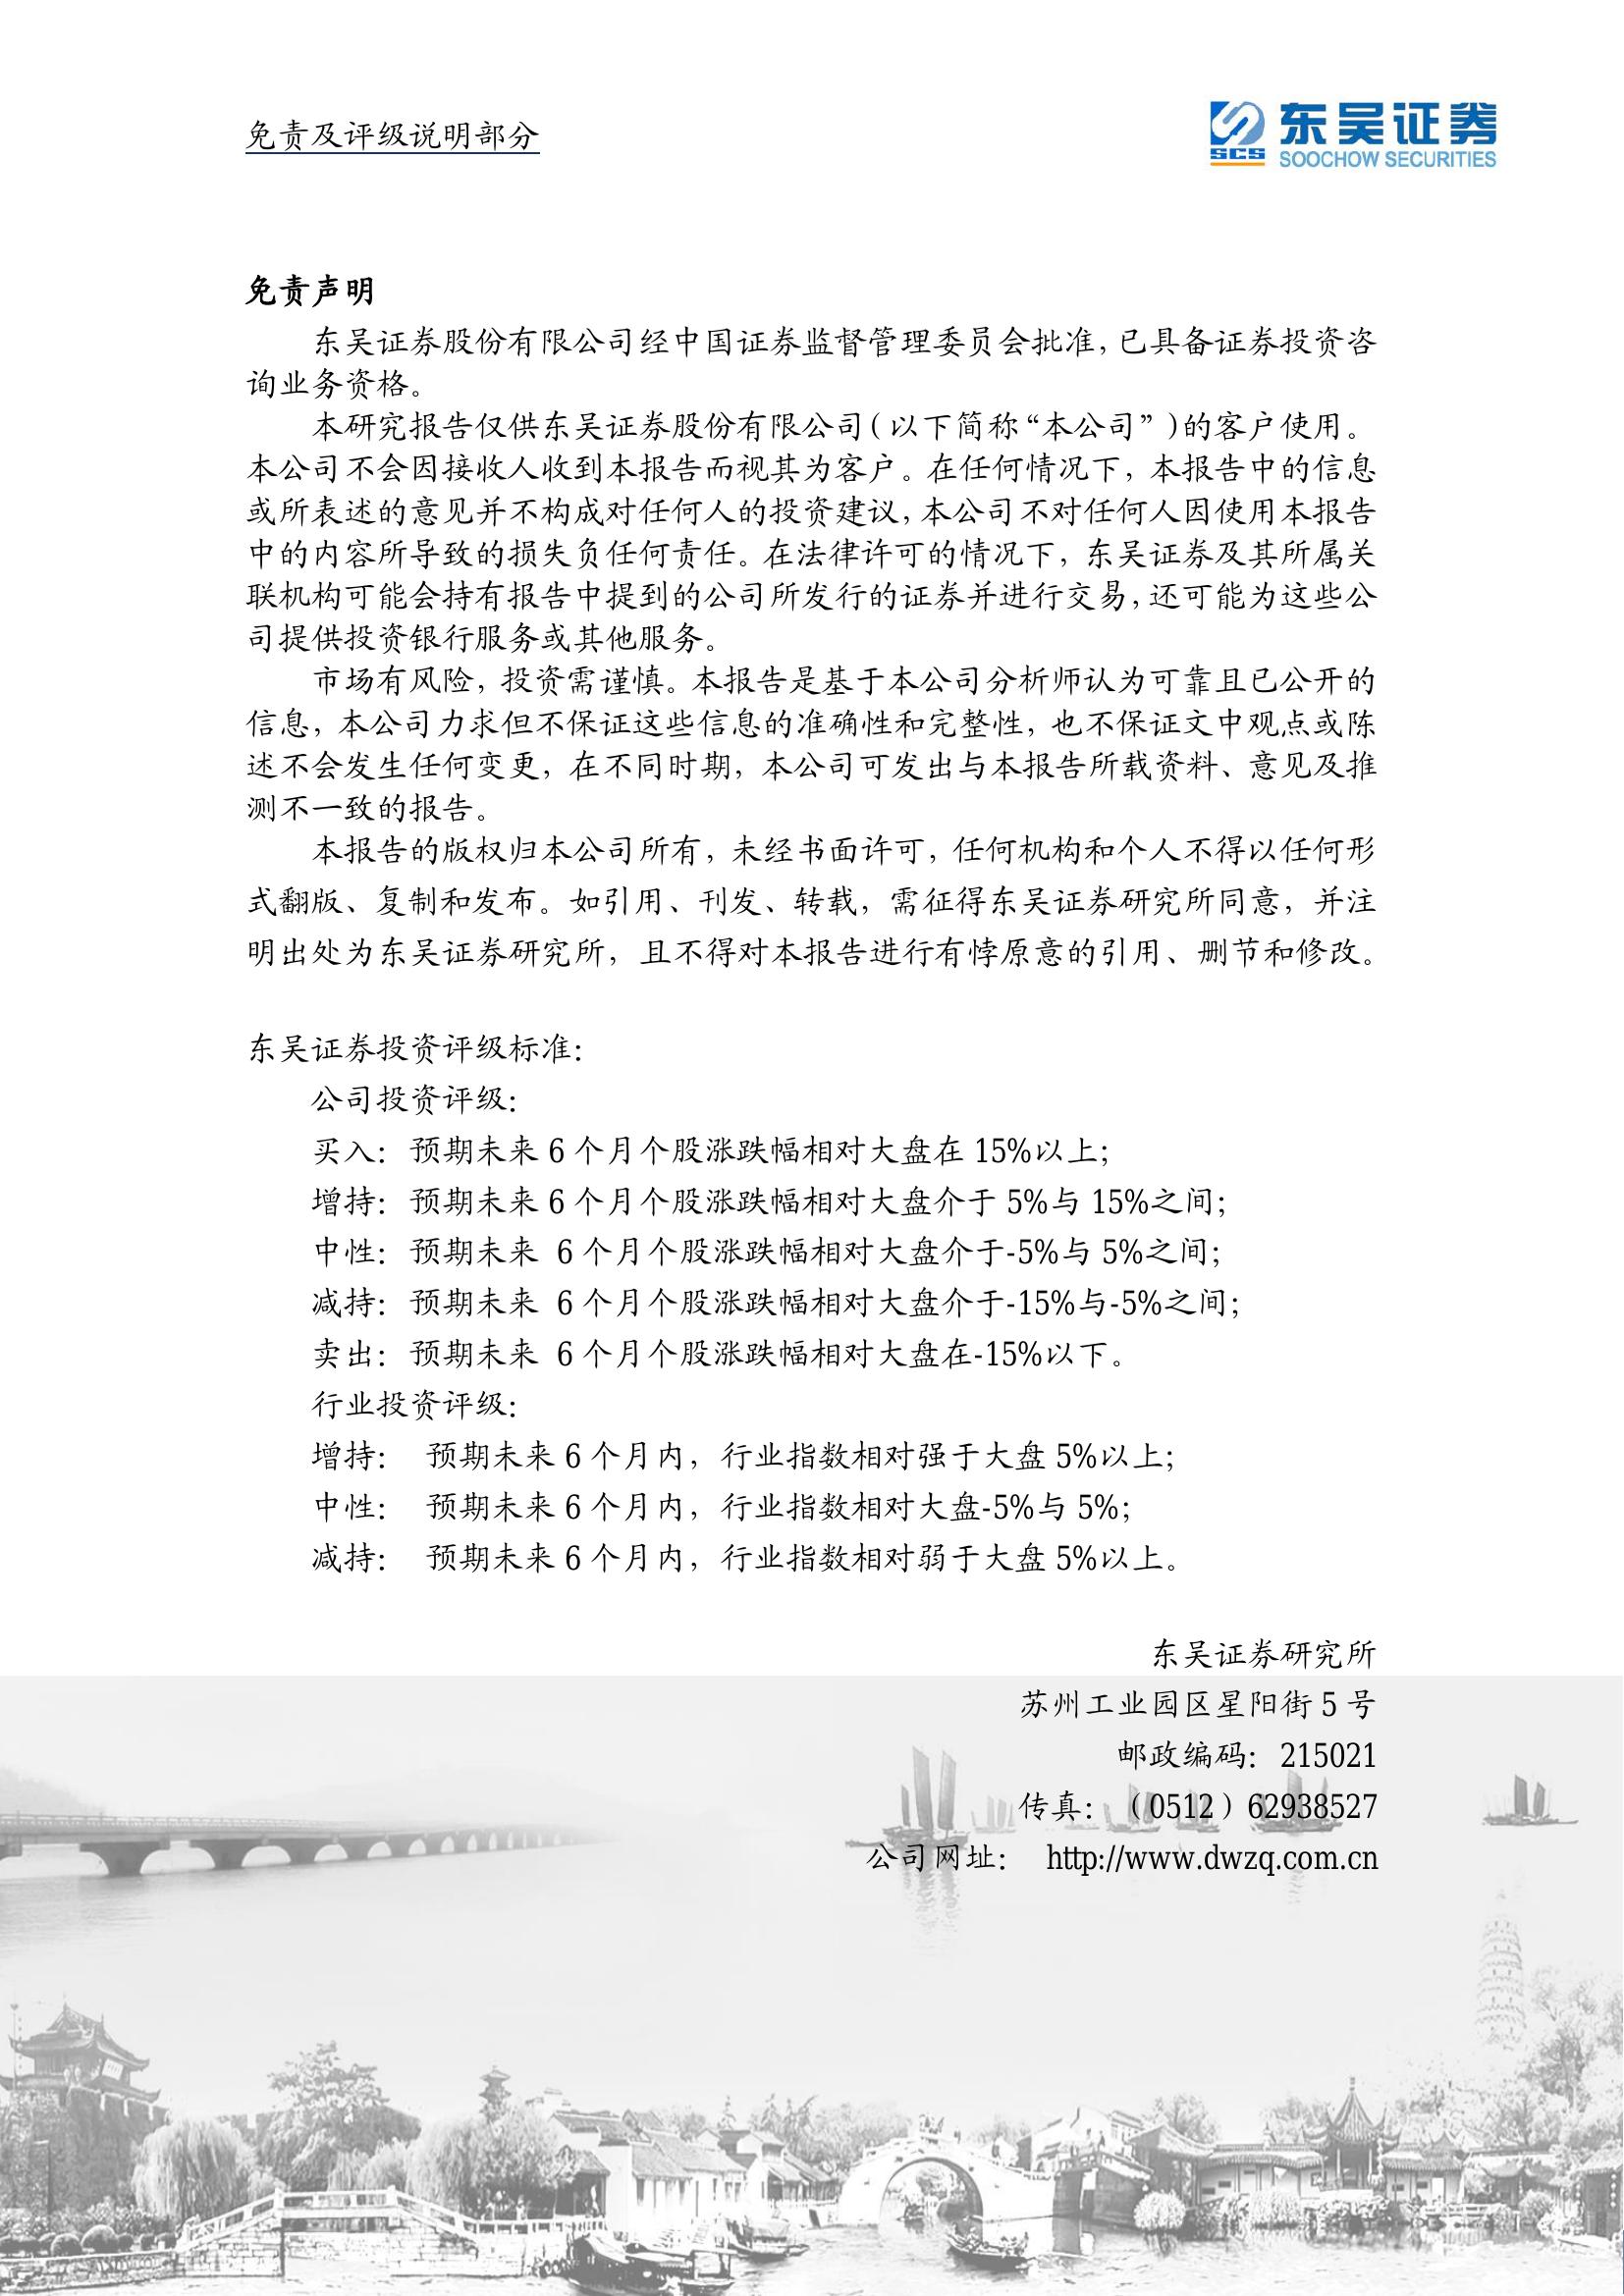 免责及评级说明部分
SCS
东吴证券
SOOCHOW SECURITIES
免责声明
东吴证券股份有限公司经中国证券监督管理委员会批准，已具备证券投资咨
询业务资格。
本研究报告仅供东吴证券股份有限公司（以下简称“本公司”）的客户使用。
本公司不会因接收人收到本报告而视其为客户。在任何情况下，本报告中的信息
或所表述的意见并不构成对任何人的投资建议，本公司不对任何人因使用本报告
中的内容所导致的损失负任何责任。在法律许可的情况下，东吴证券及其所属关
联机构可能会持有报告中提到的公司所发行的证券并进行交易，还可能为这些公
司提供投资银行服务或其他服务。
市场有风险，投资需谨慎。本报告是基于本公司分析师认为可靠且已公开的
信息，本公司力求但不保证这些信息的准确性和完整性，也不保证文中观点或陈
述不会发生任何变更，在不同时期，本公司可发出与本报告所载资料、意见及推
测不一致的报告。
本报告的版权归本公司所有，未经书面许可，任何机构和个人不得以任何形
式翻版、复制和发布。如引用、刊发、转载，需征得东吴证券研究所同意，并注
明出处为东吴证券研究所，且不得对本报告进行有悖原意的引用、删节和修改。
东吴证券投资评级标准：
公司投资评级：
买入：预期未来 6 个月个股涨跌幅相对大盘在 15%以上；
增持：预期未来 6 个月个股涨跌幅相对大盘介于 5%与 15%之间；
中性：预期未来 6 个月个股涨跌幅相对大盘介于-5%与 5%之间；
减持：预期未来 6 个月个股涨跌幅相对大盘介于-15%与-5%之间；
卖出：预期未来 6 个月个股涨跌幅相对大盘在-15%以下。
行业投资评级：
增持： 预期未来 6 个月内，行业指数相对强于大盘 5%以上；
中性： 预期未来 6 个月内，行业指数相对大盘-5%与 5%；
减持： 预期未来 6 个月内，行业指数相对弱于大盘 5%以上。
东吴证券研究所
苏州工业园区星阳街 5 号
邮政编码：215021
传真：（0512）62938527
公司网址： http://www.dwzq.com.cn